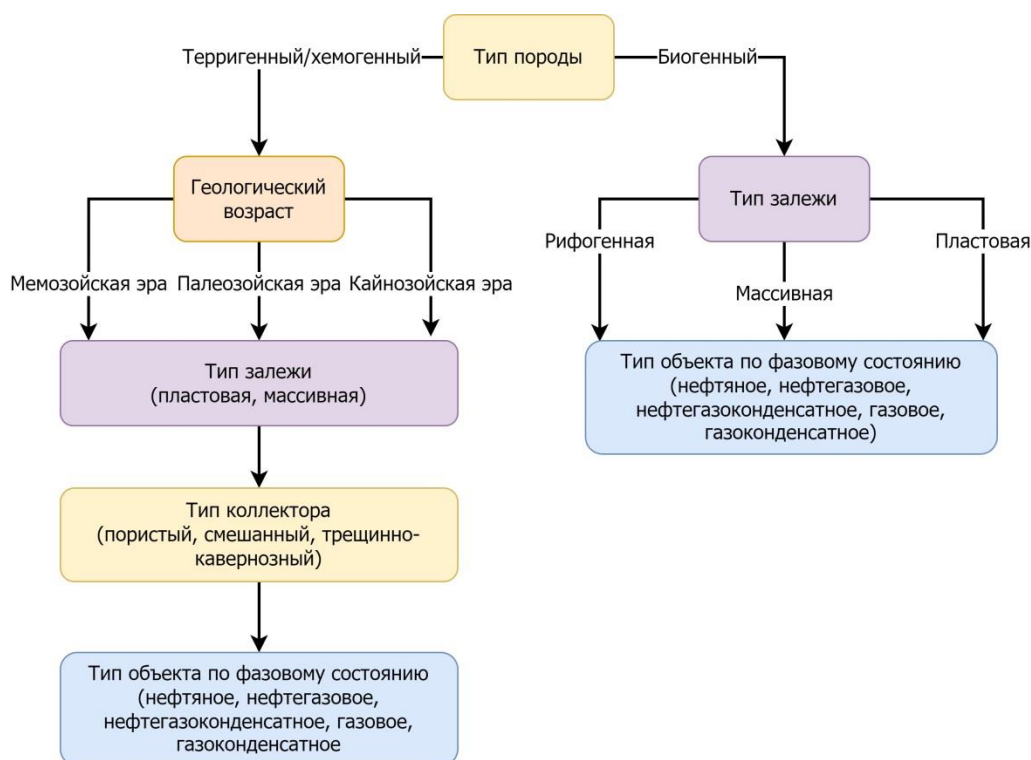 Терригенный/хемогенный
Тип породы
Биогенный
Геологический
возраст
Тип залежи
Рифогенная
Пластовая
Мемозойская эра
Палеозойская эра
Кайнозойская эра
Массивная
Тип залежи
(пластовая, массивная)
Тип объекта по фазовому состоянию
(нефтяное, нефтегазовое,
нефтегазоконденсатное, газовое,
газоконденсатное)
Тип коллектора
(пористый, смешанный, трещинно-
кавернозный)
Тип объекта по фазовому состоянию
(нефтяное, нефтегазовое,
нефтегазоконденсатное, газовое,
газоконденсатное